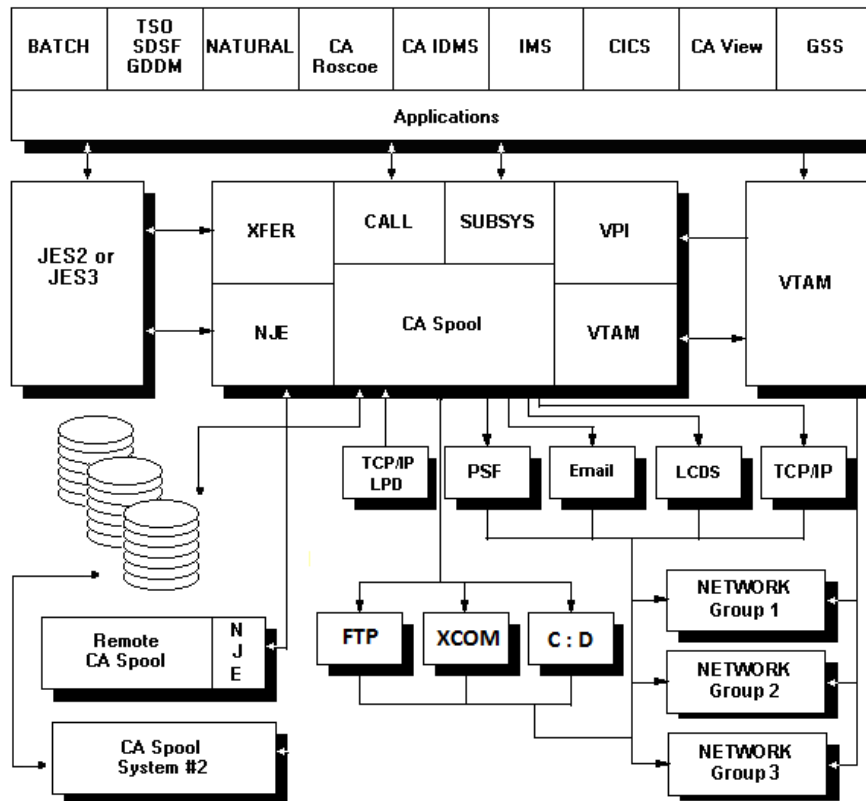 BATCH
TSO
SDSF
GDDM
NATURAL
CA
Roscoe
CA IDMS
IMS
CICS
CA View
GSS
Applications
JES2 or
JES3
XFER
CALL
SUBSYS
VPI
VTAM
NJE
CA Spool
VTAM
TCP/IP
LPD
PSF
Email
LCDS
TCP/IP
NETWORK
Group 1
Remote
CA Spool
N
J
E
FTP
XCOM
C : D
NETWORK
Group 2
CA Spool
System #2
NETWORK
Group 3